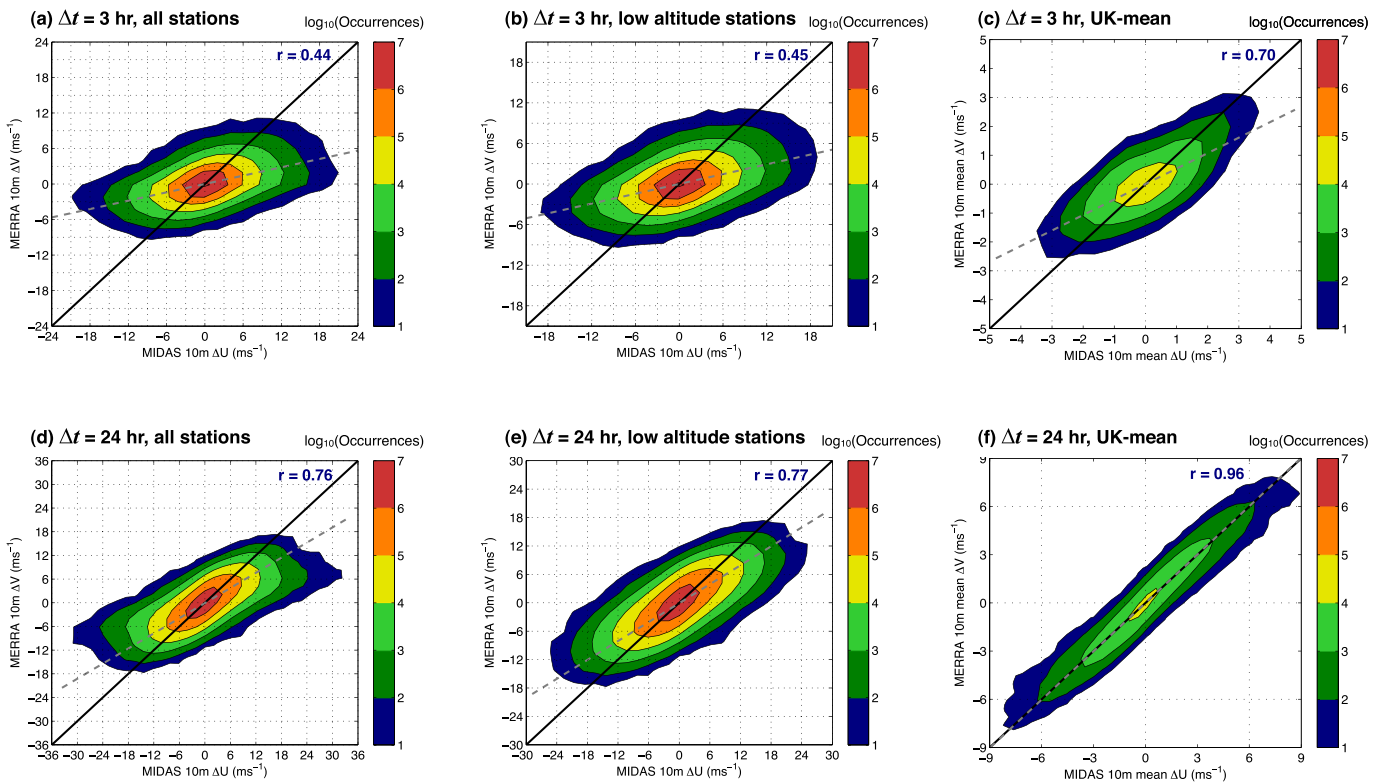 (a) Δt = 3 hr, all stations
log₁₀(Occurrences)
r = 0.44
24
18
12
6
0
−6
−12
−18
−24
−24 −18 −12 −6 0 6 12 18 24
MERRA 10m ΔV (ms⁻¹)
MIDAS 10m ΔU (ms⁻¹)
7
6
5
4
3
2
1
(b) Δt = 3 hr, low altitude stations
log₁₀(Occurrences)
r = 0.45
18
12
6
0
−6
−12
−18
−18 −12 −6 0 6 12 18
MERRA 10m ΔV (ms⁻¹)
MIDAS 10m ΔU (ms⁻¹)
7
6
5
4
3
2
1
(c) Δt = 3 hr, UK-mean
log₁₀(Occurrences)
r = 0.70
5
4
3
2
1
0
−1
−2
−3
−4
−5
−5 −4 −3 −2 −1 0 1 2 3 4 5
MERRA 10m mean ΔV (ms⁻¹)
MIDAS 10m mean ΔU (ms⁻¹)
7
6
5
4
3
2
1
(d) Δt = 24 hr, all stations
log₁₀(Occurrences)
r = 0.76
36
30
24
18
12
6
0
−6
−12
−18
−24
−30
−36
−36 −30 −24 −18 −12 −6 0 6 12 18 24 30 36
MERRA 10m ΔV (ms⁻¹)
MIDAS 10m ΔU (ms⁻¹)
7
6
5
4
3
2
1
(e) Δt = 24 hr, low altitude stations
log₁₀(Occurrences)
r = 0.77
30
24
18
12
6
0
−6
−12
−18
−24
−30
−30 −24 −18 −12 −6 0 6 12 18 24 30
MERRA 10m ΔV (ms⁻¹)
MIDAS 10m ΔU (ms⁻¹)
7
6
5
4
3
2
1
(f) Δt = 24 hr, UK-mean
log₁₀(Occurrences)
r = 0.96
9
6
3
0
−3
−6
−9
−9 −6 −3 0 3 6 9
MERRA 10m mean ΔV (ms⁻¹)
MIDAS 10m mean ΔU (ms⁻¹)
7
6
5
4
3
2
1